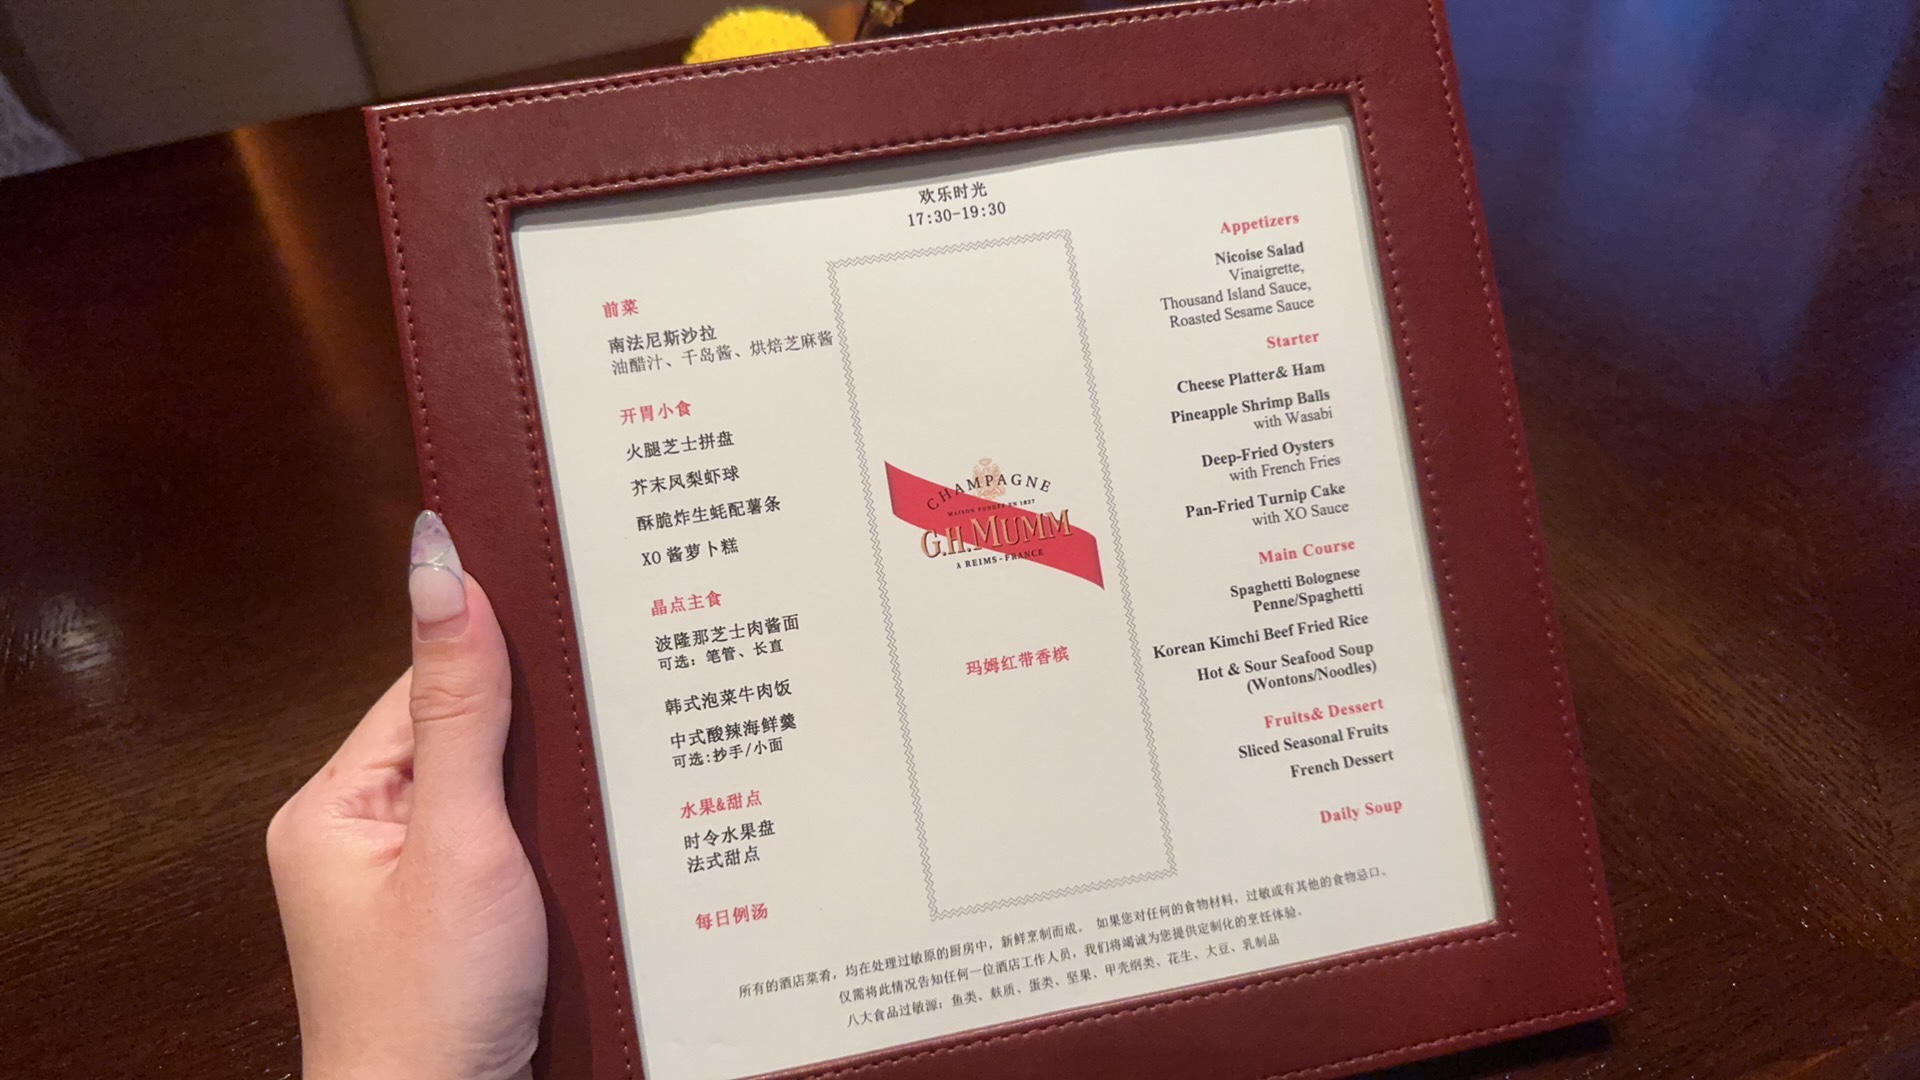 欢乐时光
17:30-19:30
前菜
南法尼斯沙拉
油醋汁、千岛酱、烘焙芝麻酱
开胃小食
火腿芝士拼盘
芥末凤梨虾球
酥脆炸生蚝配薯条
XO 酱萝卜糕
晶点主食
波隆那芝士肉酱面
可选：笔管、长直
韩式泡菜牛肉饭
中式酸辣海鲜羹
可选:抄手/小面
水果&甜点
时令水果盘
法式甜点
每日例汤
CHAMPAGNE
MAISON FONDÉE EN 1827
G.H.MUMM
A REIMS-FRANCE
玛姆红带香槟
Appetizers
Nicoise Salad
Vinaigrette,
Thousand Island Sauce,
Roasted Sesame Sauce
Starter
Cheese Platter& Ham
Pineapple Shrimp Balls
with Wasabi
Deep-Fried Oysters
with French Fries
Pan-Fried Turnip Cake
with XO Sauce
Main Course
Spaghetti Bolognese
Penne/Spaghetti
Korean Kimchi Beef Fried Rice
Hot & Sour Seafood Soup
(Wontons/Noodles)
Fruits& Dessert
Sliced Seasonal Fruits
French Dessert
Daily Soup
所有的酒店菜肴，均在处理过敏原的厨房中，新鲜烹制而成。 如果您对任何的食物材料，过敏或有其他的食物忌口。
仅需将此情况告知任何一位酒店工作人员，我们将竭诚为您提供定制化的烹饪体验。
八大食品过敏源：鱼类、麸质、蛋类、坚果、甲壳纲类、花生、大豆、乳制品